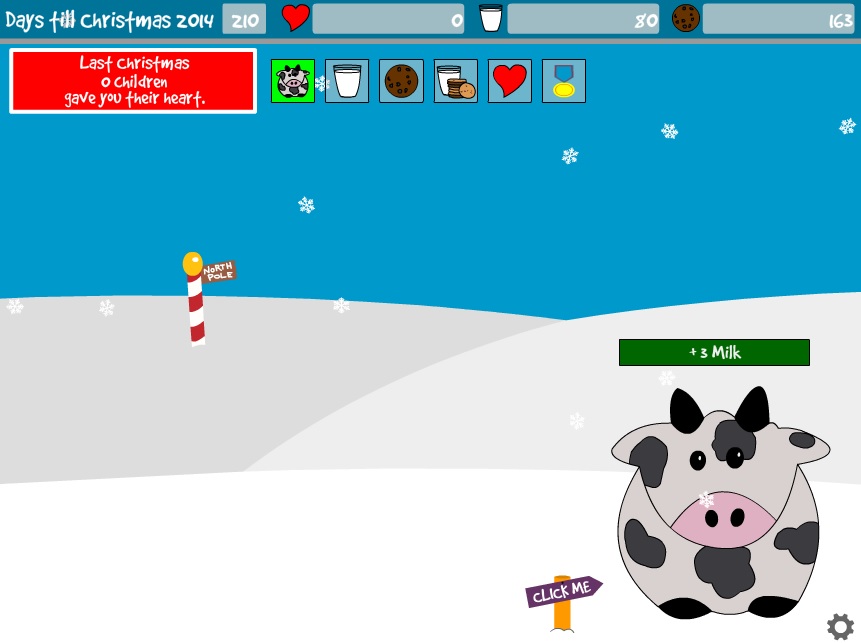 Days till Christmas 2014 210 0 80 163
Last Christmas
0 Children
gave you their heart.
NORTH
POLE
+3 Milk
CLICK ME